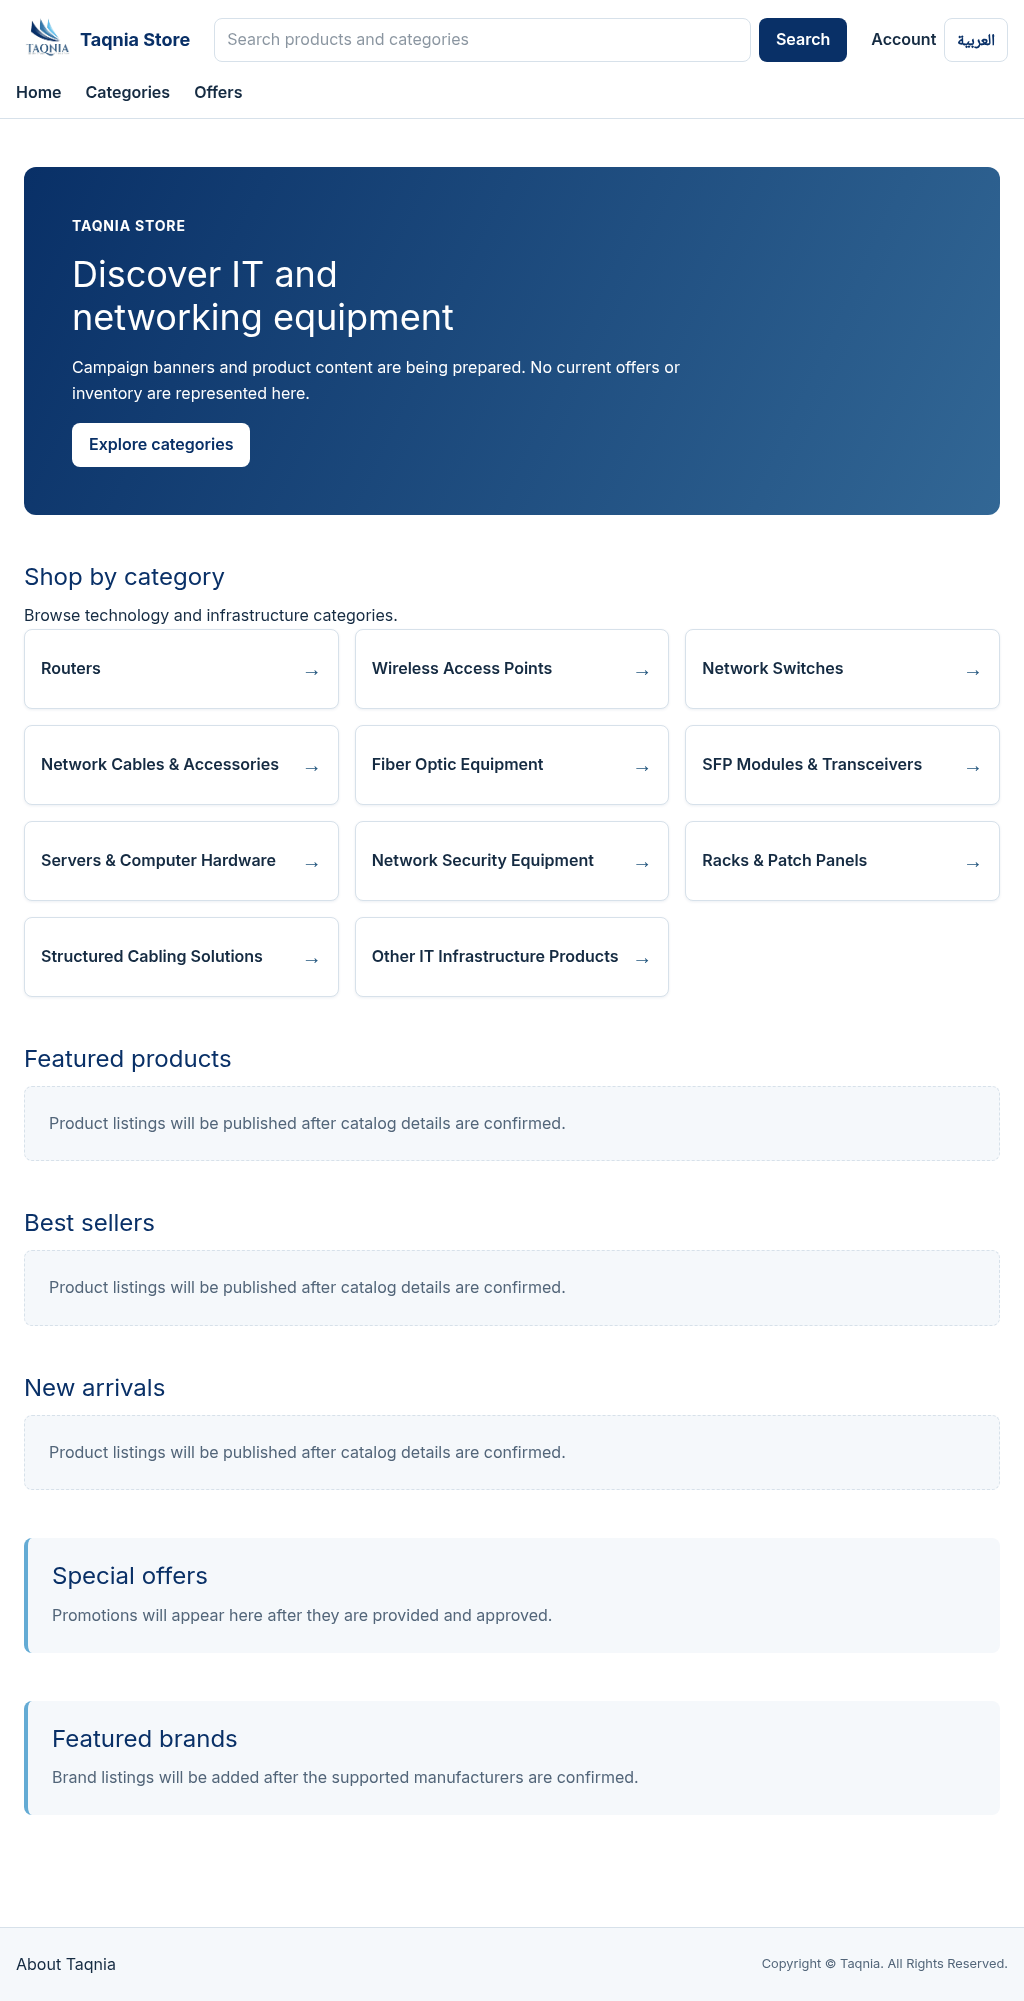 TAQNIA
Taqnia Store
Search products and categories
Search
Account
العربية
Home
Categories
Offers
TAQNIA STORE
Discover IT and
networking equipment
Campaign banners and product content are being prepared. No current offers or
inventory are represented here.
Explore categories
Shop by category
Browse technology and infrastructure categories.
Routers →
Wireless Access Points →
Network Switches →
Network Cables & Accessories →
Fiber Optic Equipment →
SFP Modules & Transceivers →
Servers & Computer Hardware →
Network Security Equipment →
Racks & Patch Panels →
Structured Cabling Solutions →
Other IT Infrastructure Products →
Featured products
Product listings will be published after catalog details are confirmed.
Best sellers
Product listings will be published after catalog details are confirmed.
New arrivals
Product listings will be published after catalog details are confirmed.
Special offers
Promotions will appear here after they are provided and approved.
Featured brands
Brand listings will be added after the supported manufacturers are confirmed.
About Taqnia
Copyright © Taqnia. All Rights Reserved.